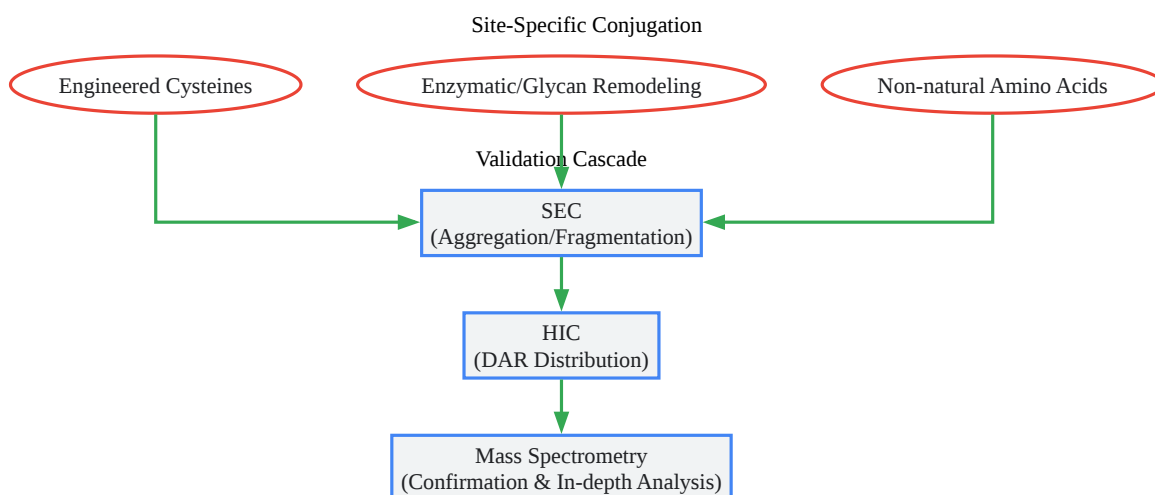 Site-Specific Conjugation
Engineered Cysteines
Enzymatic/Glycan Remodeling
Non-natural Amino Acids
Validation Cascade
SEC
(Aggregation/Fragmentation)
HIC
(DAR Distribution)
Mass Spectrometry
(Confirmation & In-depth Analysis)